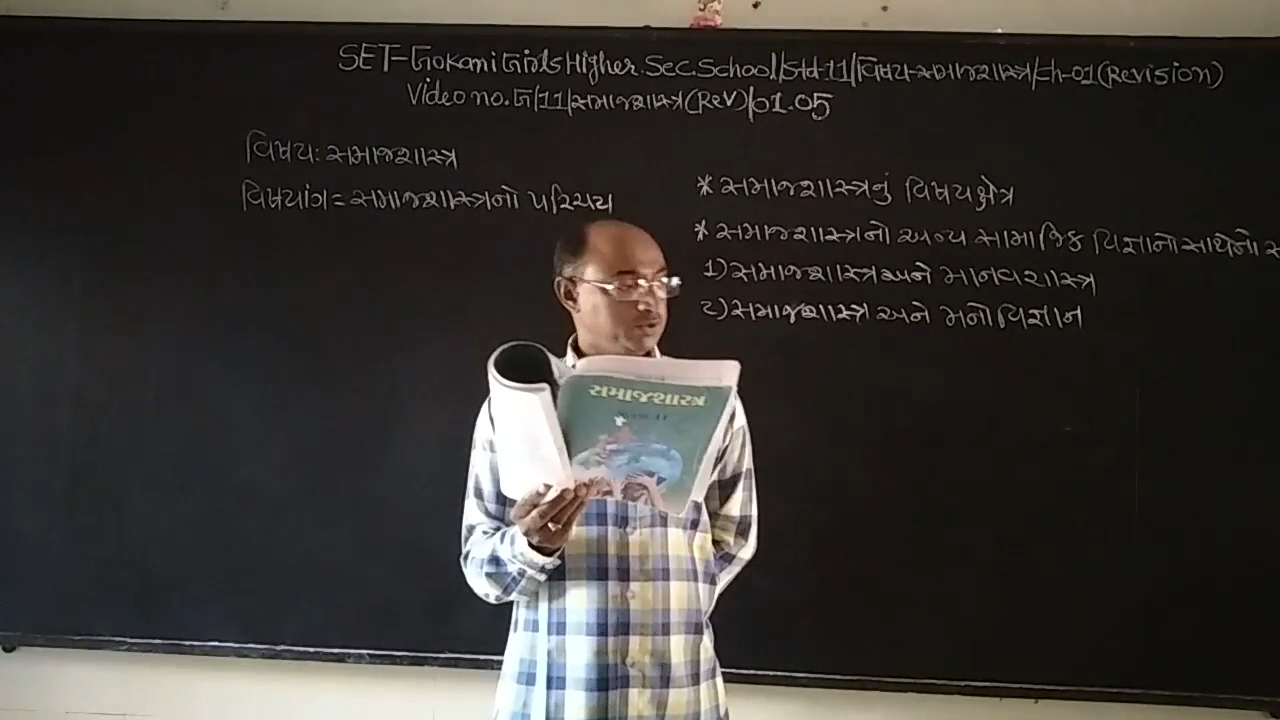 SET-Gokani Girls Higher.Sec.School/Std-11/વિષય-સમાજશાસ્ત્ર/Ch-01(Revision)
Video no.G/11/સમાજશાસ્ત્ર(Rev)/01.05
વિષય: સમાજશાસ્ત્ર
વિષયાંગ = સમાજશાસ્ત્રનો પરિચય
* સમાજશાસ્ત્રનું વિષયક્ષેત્ર
* સમાજશાસ્ત્રનો અન્ય સામાજિક વિજ્ઞાનો સાથેનો
1) સમાજશાસ્ત્ર અને માનવશાસ્ત્ર
2) સમાજશાસ્ત્ર અને મનોવિજ્ઞાન
સમાજશાસ્ત્ર